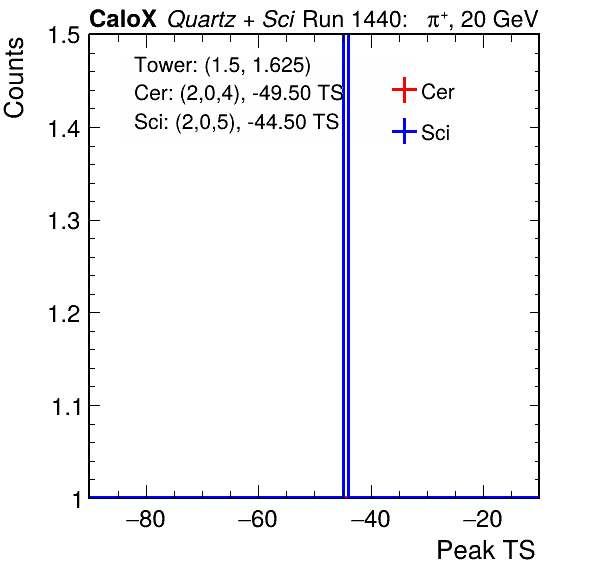 CaloX Quartz + Sci Run 1440: π⁺, 20 GeV
Counts
Tower: (1.5, 1.625)
Cer: (2,0,4), -49.50 TS
Sci: (2,0,5), -44.50 TS
Cer
Sci
1.5
1.4
1.3
1.2
1.1
1
−80 −60 −40 −20
Peak TS